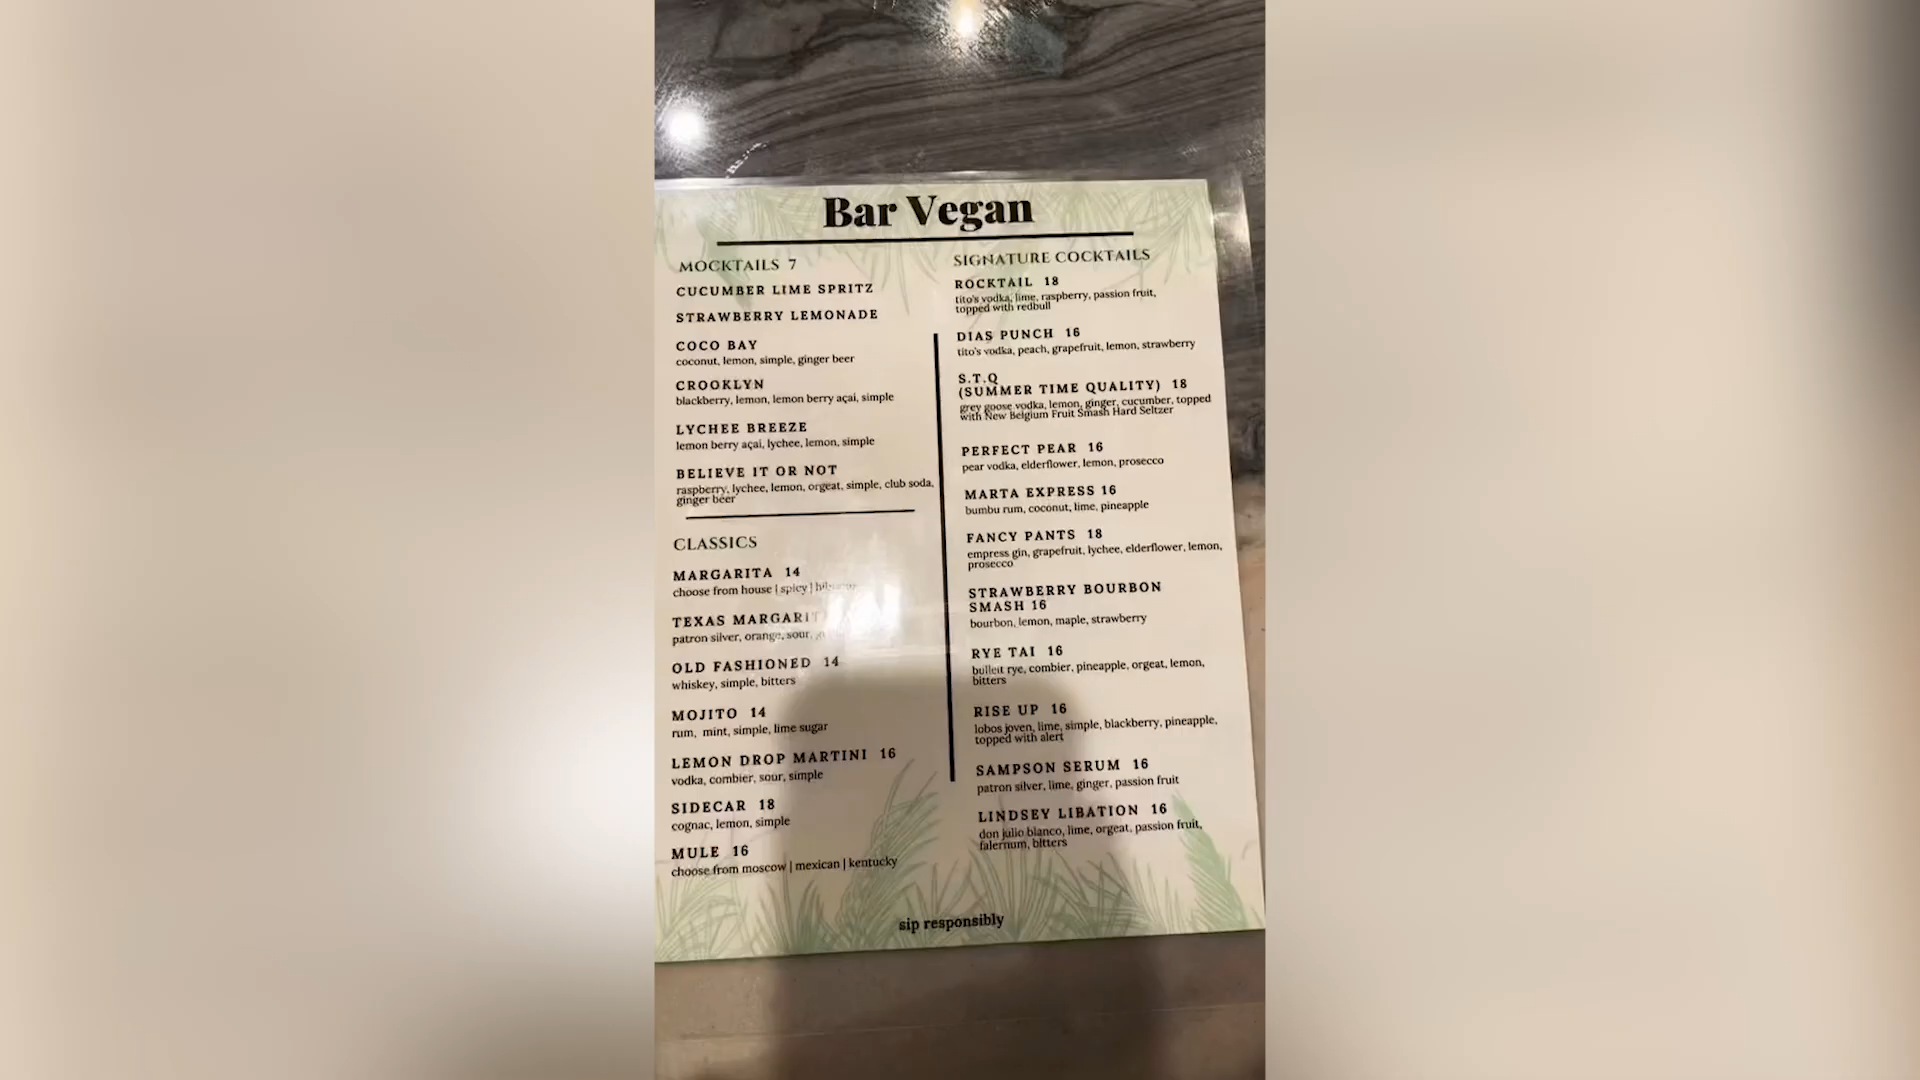 Bar Vegan
MOCKTAILS 7
CUCUMBER LIME SPRITZ
STRAWBERRY LEMONADE
COCO BAY
coconut, lemon, simple, ginger beer
CROOKLYN
blackberry, lemon, lemon berry açai, simple
LYCHEE BREEZE
lemon berry açai, lychee, lemon, simple
BELIEVE IT OR NOT
raspberry, lychee, lemon, orgeat, simple, club soda,
ginger beer
CLASSICS
MARGARITA 14
choose from house | spicy |
TEXAS
patron silver, orange, sour,
OLD FASHIONED 14
whiskey, simple, bitters
MOJITO 14
rum, mint, simple, lime sugar
LEMON DROP MARTINI 16
vodka, combier, sour, simple
SIDECAR 18
cognac, lemon, simple
MULE 16
choose from moscow | mexican | kentucky
SIGNATURE COCKTAILS
ROCKTAIL 18
tito's vodka, lime, raspberry, passion fruit,
topped with redbull
DIAS PUNCH 16
tito's vodka, peach, grapefruit, lemon, strawberry
S.T.Q
(SUMMER TIME QUALITY) 18
grey goose vodka, lemon, ginger, cucumber, topped
with New Belgium Fruit Smash Hard Seltzer
PERFECT PEAR 16
pear vodka, elderflower, lemon, prosecco
MARTA EXPRESS 16
bumbu rum, coconut, lime, pineapple
FANCY PANTS 18
empress gin, grapefruit, lychee, elderflower, lemon,
prosecco
STRAWBERRY BOURBON
SMASH 16
bourbon, lemon, maple, strawberry
RYE TAI 16
bulleit rye, combier, pineapple, orgeat, lemon,
bitters
RISE UP 16
lobos joven, lime, simple, blackberry, pineapple,
topped with alert
SAMPSON SERUM 16
patron silver, lime, ginger, passion fruit
LINDSEY LIBATION 16
don julio blanco, lime, orgeat, passion fruit,
falernum, bitters
sip responsibly